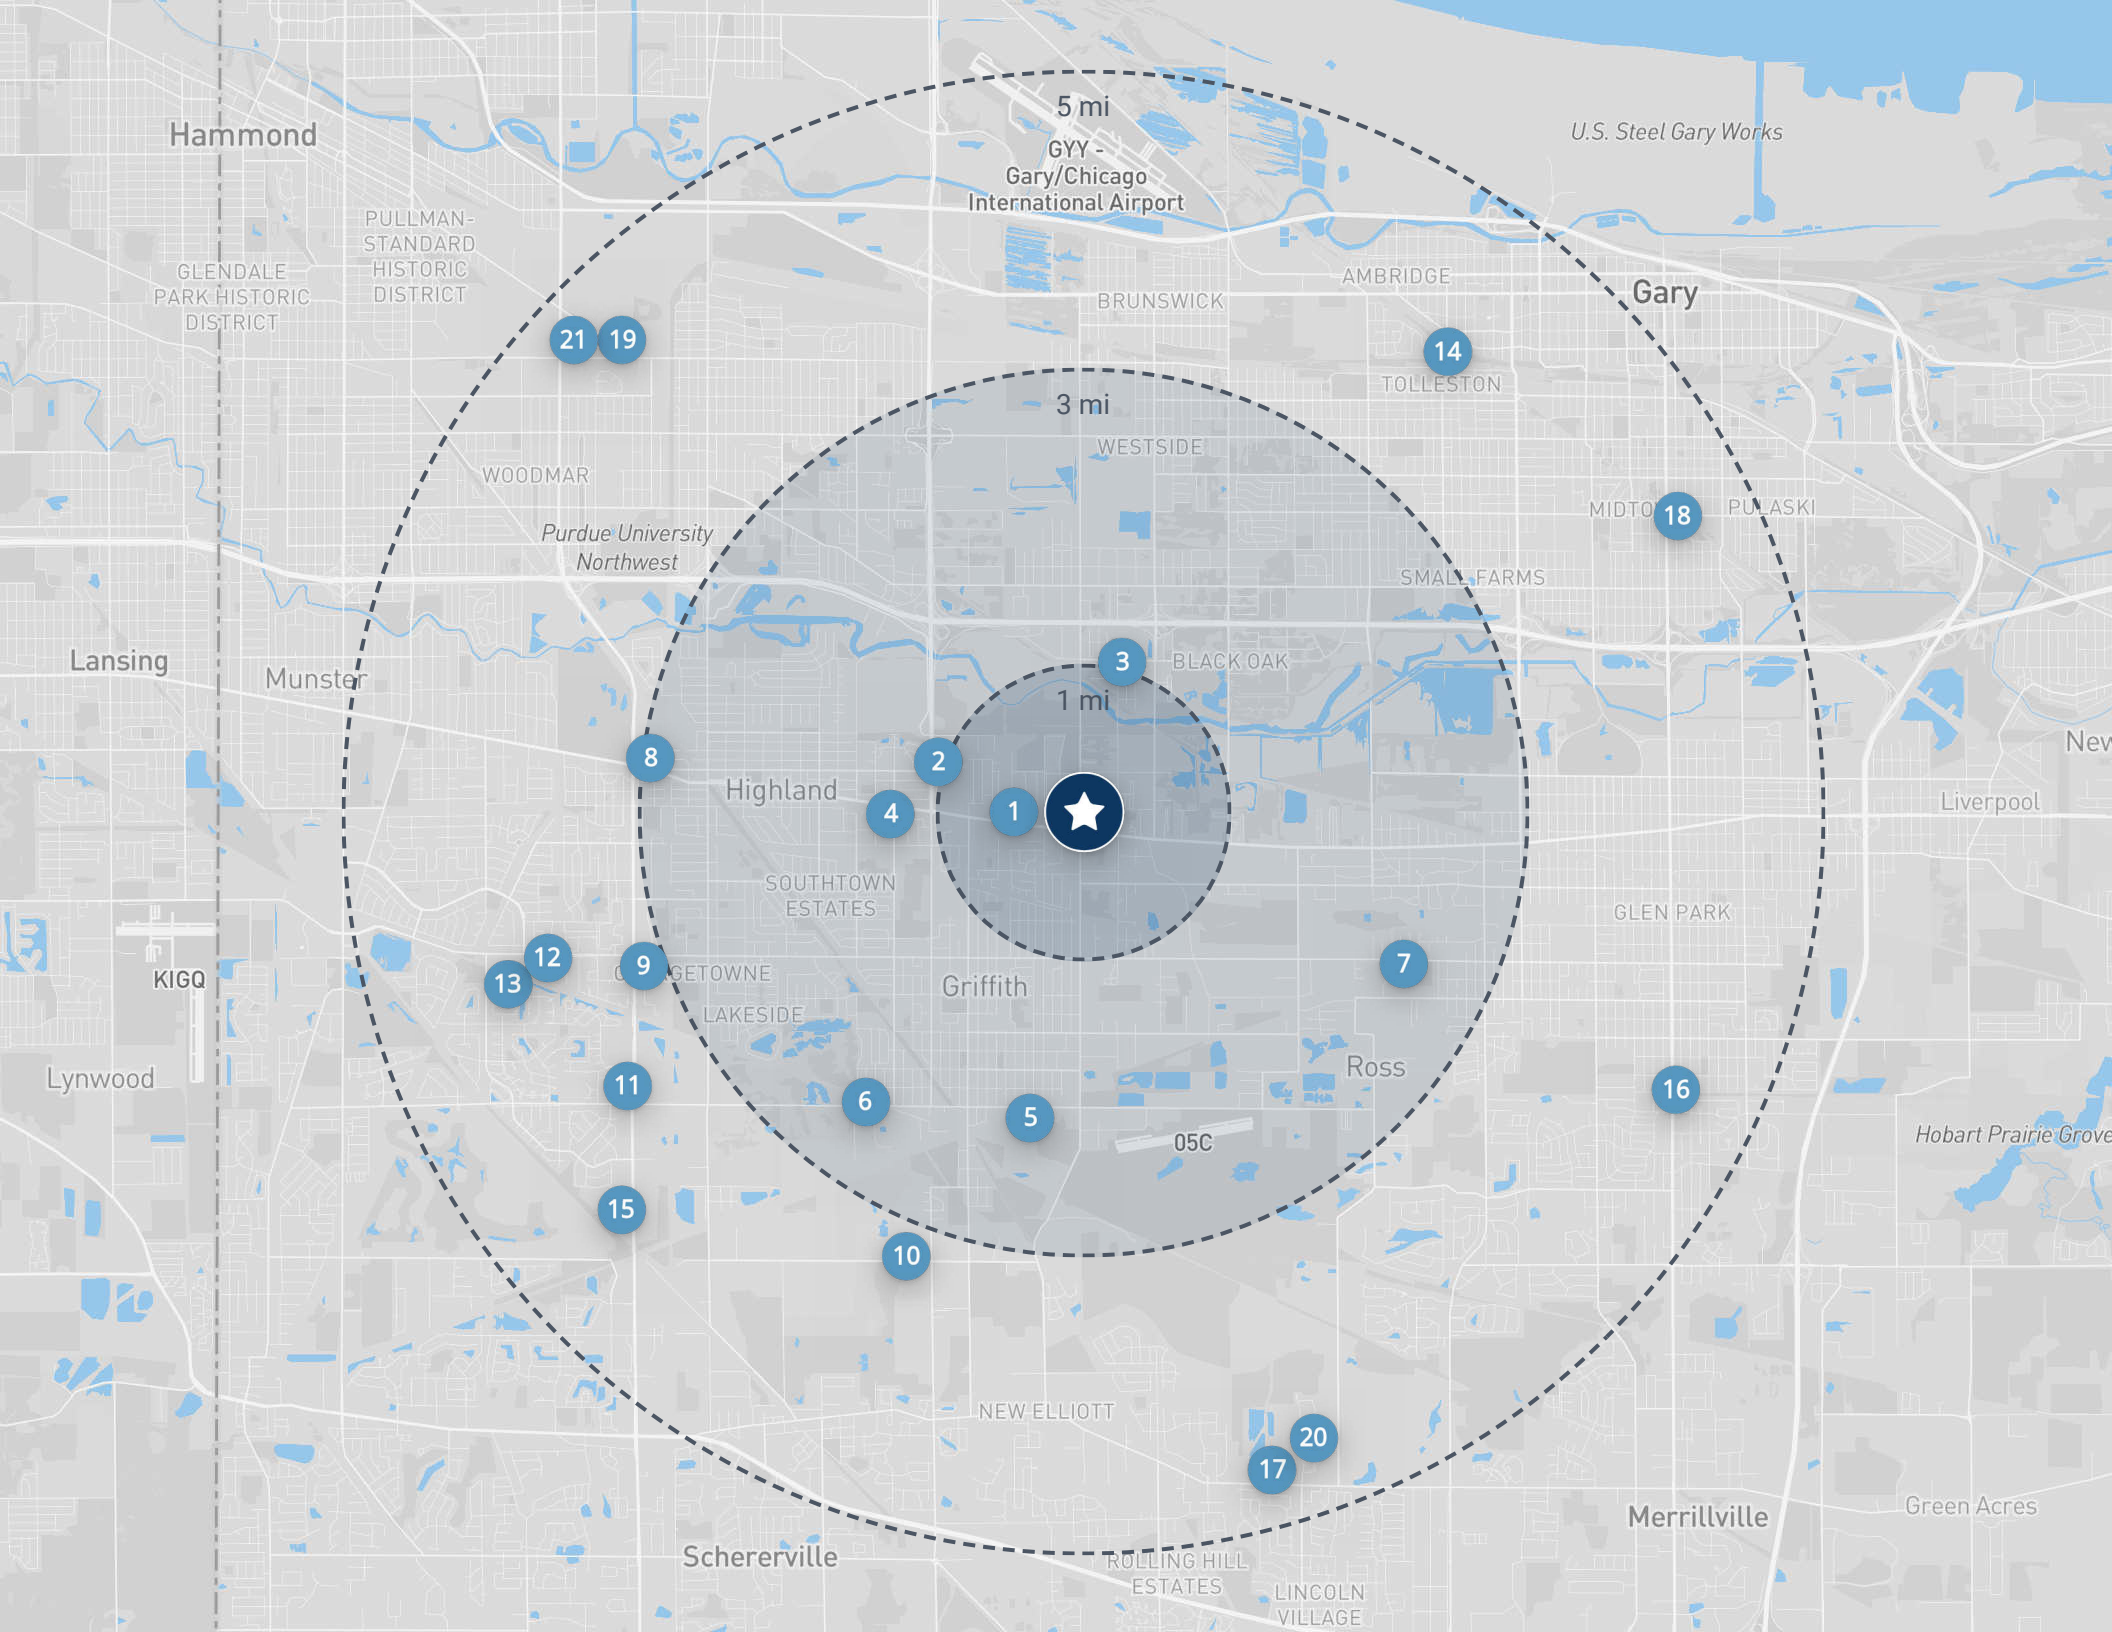 5 mi
Hammond
U.S. Steel Gary Works
GYY -
Gary/Chicago
International Airport
PULLMAN-
STANDARD
HISTORIC
DISTRICT
GLENDALE
PARK HISTORIC
DISTRICT
AMBRIDGE
BRUNSWICK
Gary
21
19
14
TOLLESTON
3 mi
WESTSIDE
WOODMAR
MIDTO
18
PULASKI
Purdue University
Northwest
SMALL FARMS
Lansing
Munster
3
BLACK OAK
1 mi
New
8
2
Highland
4
1
Liverpool
SOUTHTOWN
ESTATES
GLEN PARK
12
13
9
GETOWNE
7
KIGQ
Griffith
LAKESIDE
Ross
Lynwood
11
6
5
16
05C
Hobart Prairie Grove
15
10
NEW ELLIOTT
20
17
Merrillville
Green Acres
Schererville
ROLLING HILL
ESTATES
LINCOLN
VILLAGE